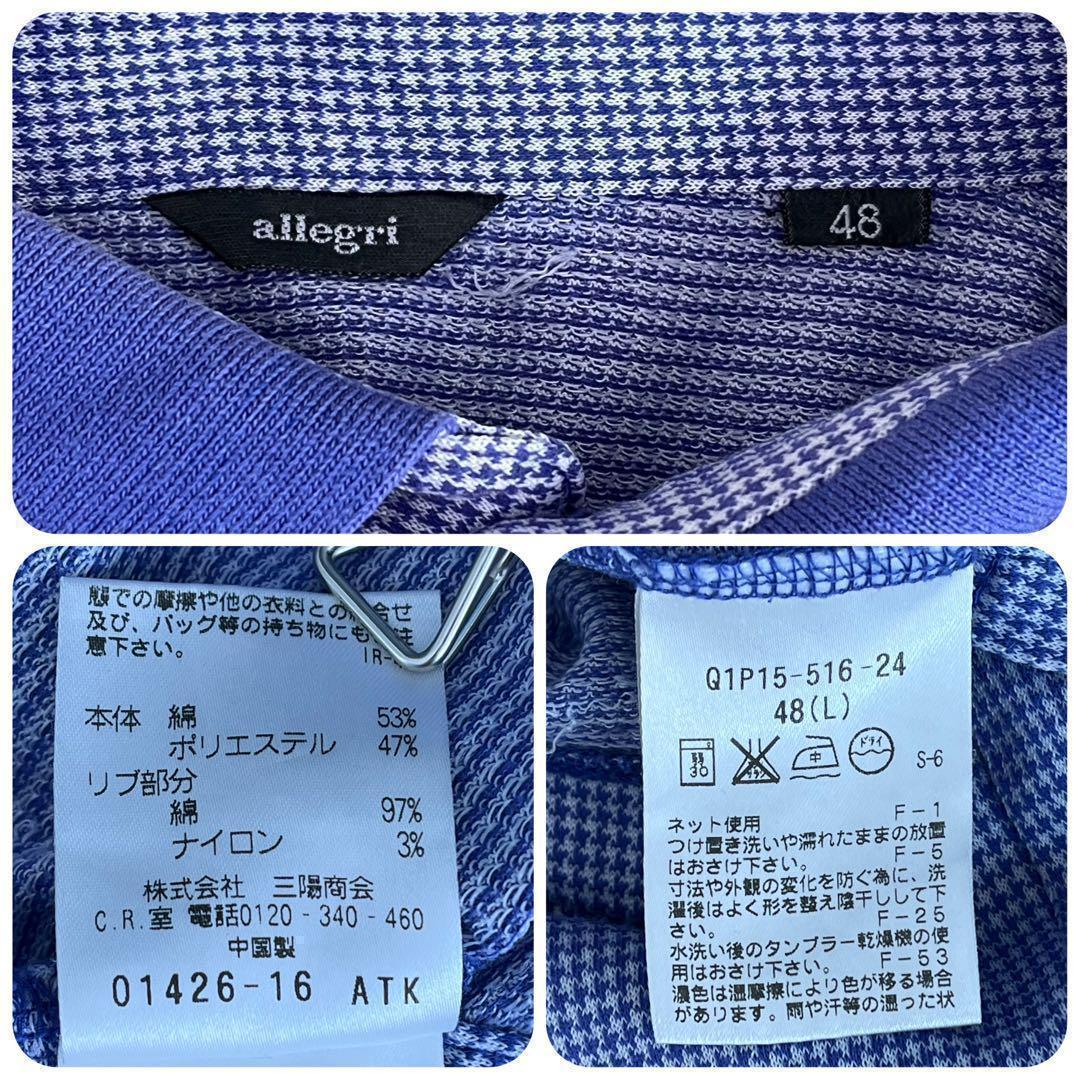 allegri
48
態での摩擦や他の衣料との
せ
及び、バッグ等の持ち物にも
注
意下さい。
本体 綿 53%
ポリエステル 47%
リブ部分
綿 97%
ナイロン 3%
株式会社 三陽商会
C.R.室 電話0120-340-460
中国製
01426-16 ATK
Q1P15-516-24
48(L)
弱
30
中
ドライ
S-6
ネット使用 F-1
つけ置き洗いや濡れたままの放置
はおさけ下さい。 F-5
寸法や外観の変化を防ぐ為に、洗
濯後はよく形を整え陰干しして下
さい。 F-25
水洗い後のタンブラー乾燥機の使
用はおさけ下さい。 F-53
濃色は湿摩擦により色が移る場合
があります。雨や汗等の湿った状